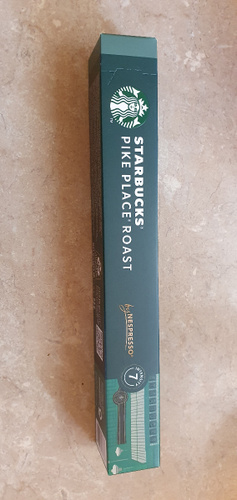 STARBUCKS®
PIKE PLACE® ROAST
by NESPRESSO®
7